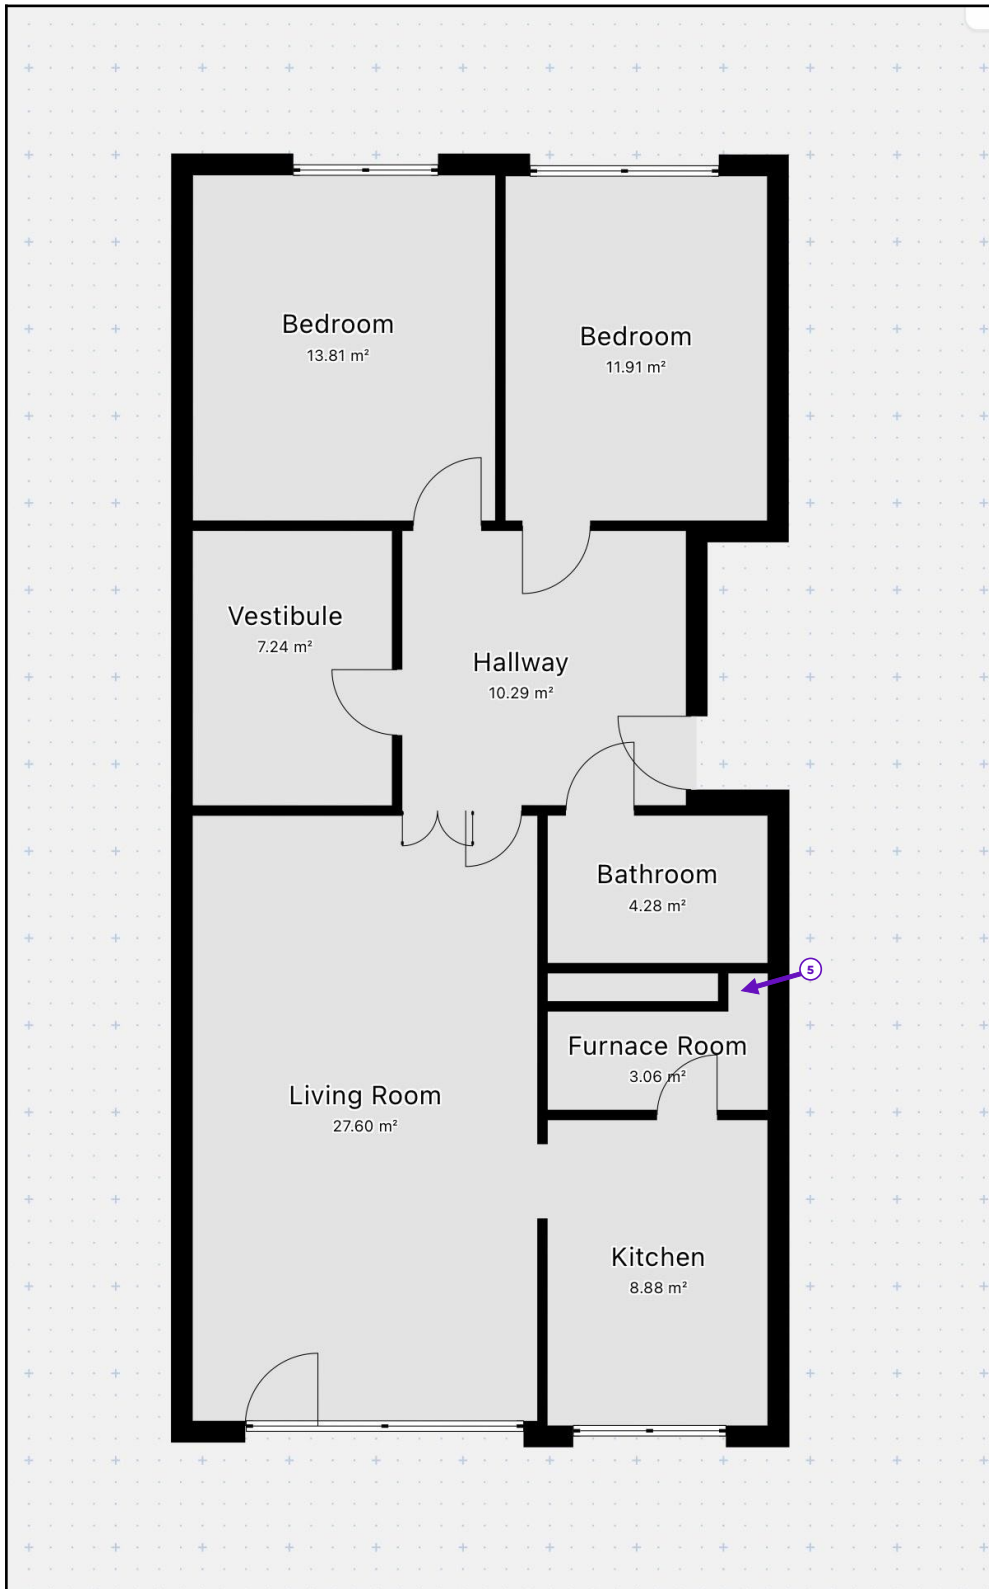 Bedroom
13.81 m²
Bedroom
11.91 m²
Vestibule
7.24 m²
Hallway
10.29 m²
Bathroom
4.28 m²
5
Furnace Room
3.06 m²
Living Room
27.60 m²
Kitchen
8.88 m²